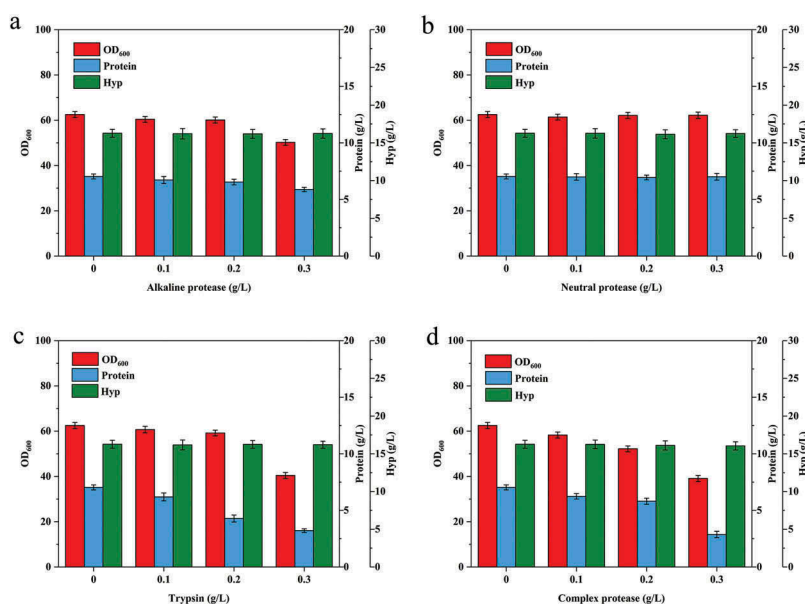 a
100
80
60
40
20
0
OD600
OD600
Protein
Hyp
0
0.1
0.2
0.3
Alkaline protease (g/L)
20
15
10
5
0
Protein (g/L)
30
25
20
15
10
5
0
Hyp (g/L)
b
100
80
60
40
20
0
OD600
OD600
Protein
Hyp
0
0.1
0.2
0.3
Neutral protease (g/L)
20
15
10
5
0
Protein (g/L)
30
25
20
15
10
5
0
Hyp (g/L)
c
100
80
60
40
20
0
OD600
OD600
Protein
Hyp
0
0.1
0.2
0.3
Trypsin (g/L)
20
15
10
5
0
Protein (g/L)
30
25
20
15
10
5
0
Hyp (g/L)
d
100
80
60
40
20
0
OD600
OD600
Protein
Hyp
0
0.1
0.2
0.3
Complex protease (g/L)
20
15
10
5
0
Protein (g/L)
30
25
20
15
10
5
0
Hyp (g/L)